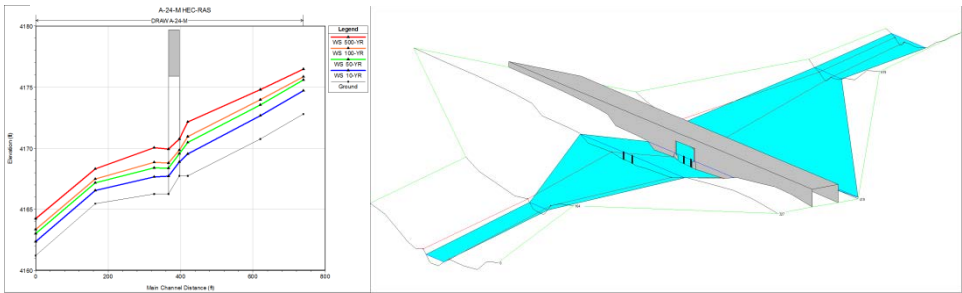 A-24-M HEC-RAS
DRAW A-24-M
Legend
WS 500-YR
WS 100-YR
WS 50-YR
WS 10-YR
Ground
Elevation (ft)
4180
4175
4170
4165
4160
0
200
400
600
800
Main Channel Distance (ft)